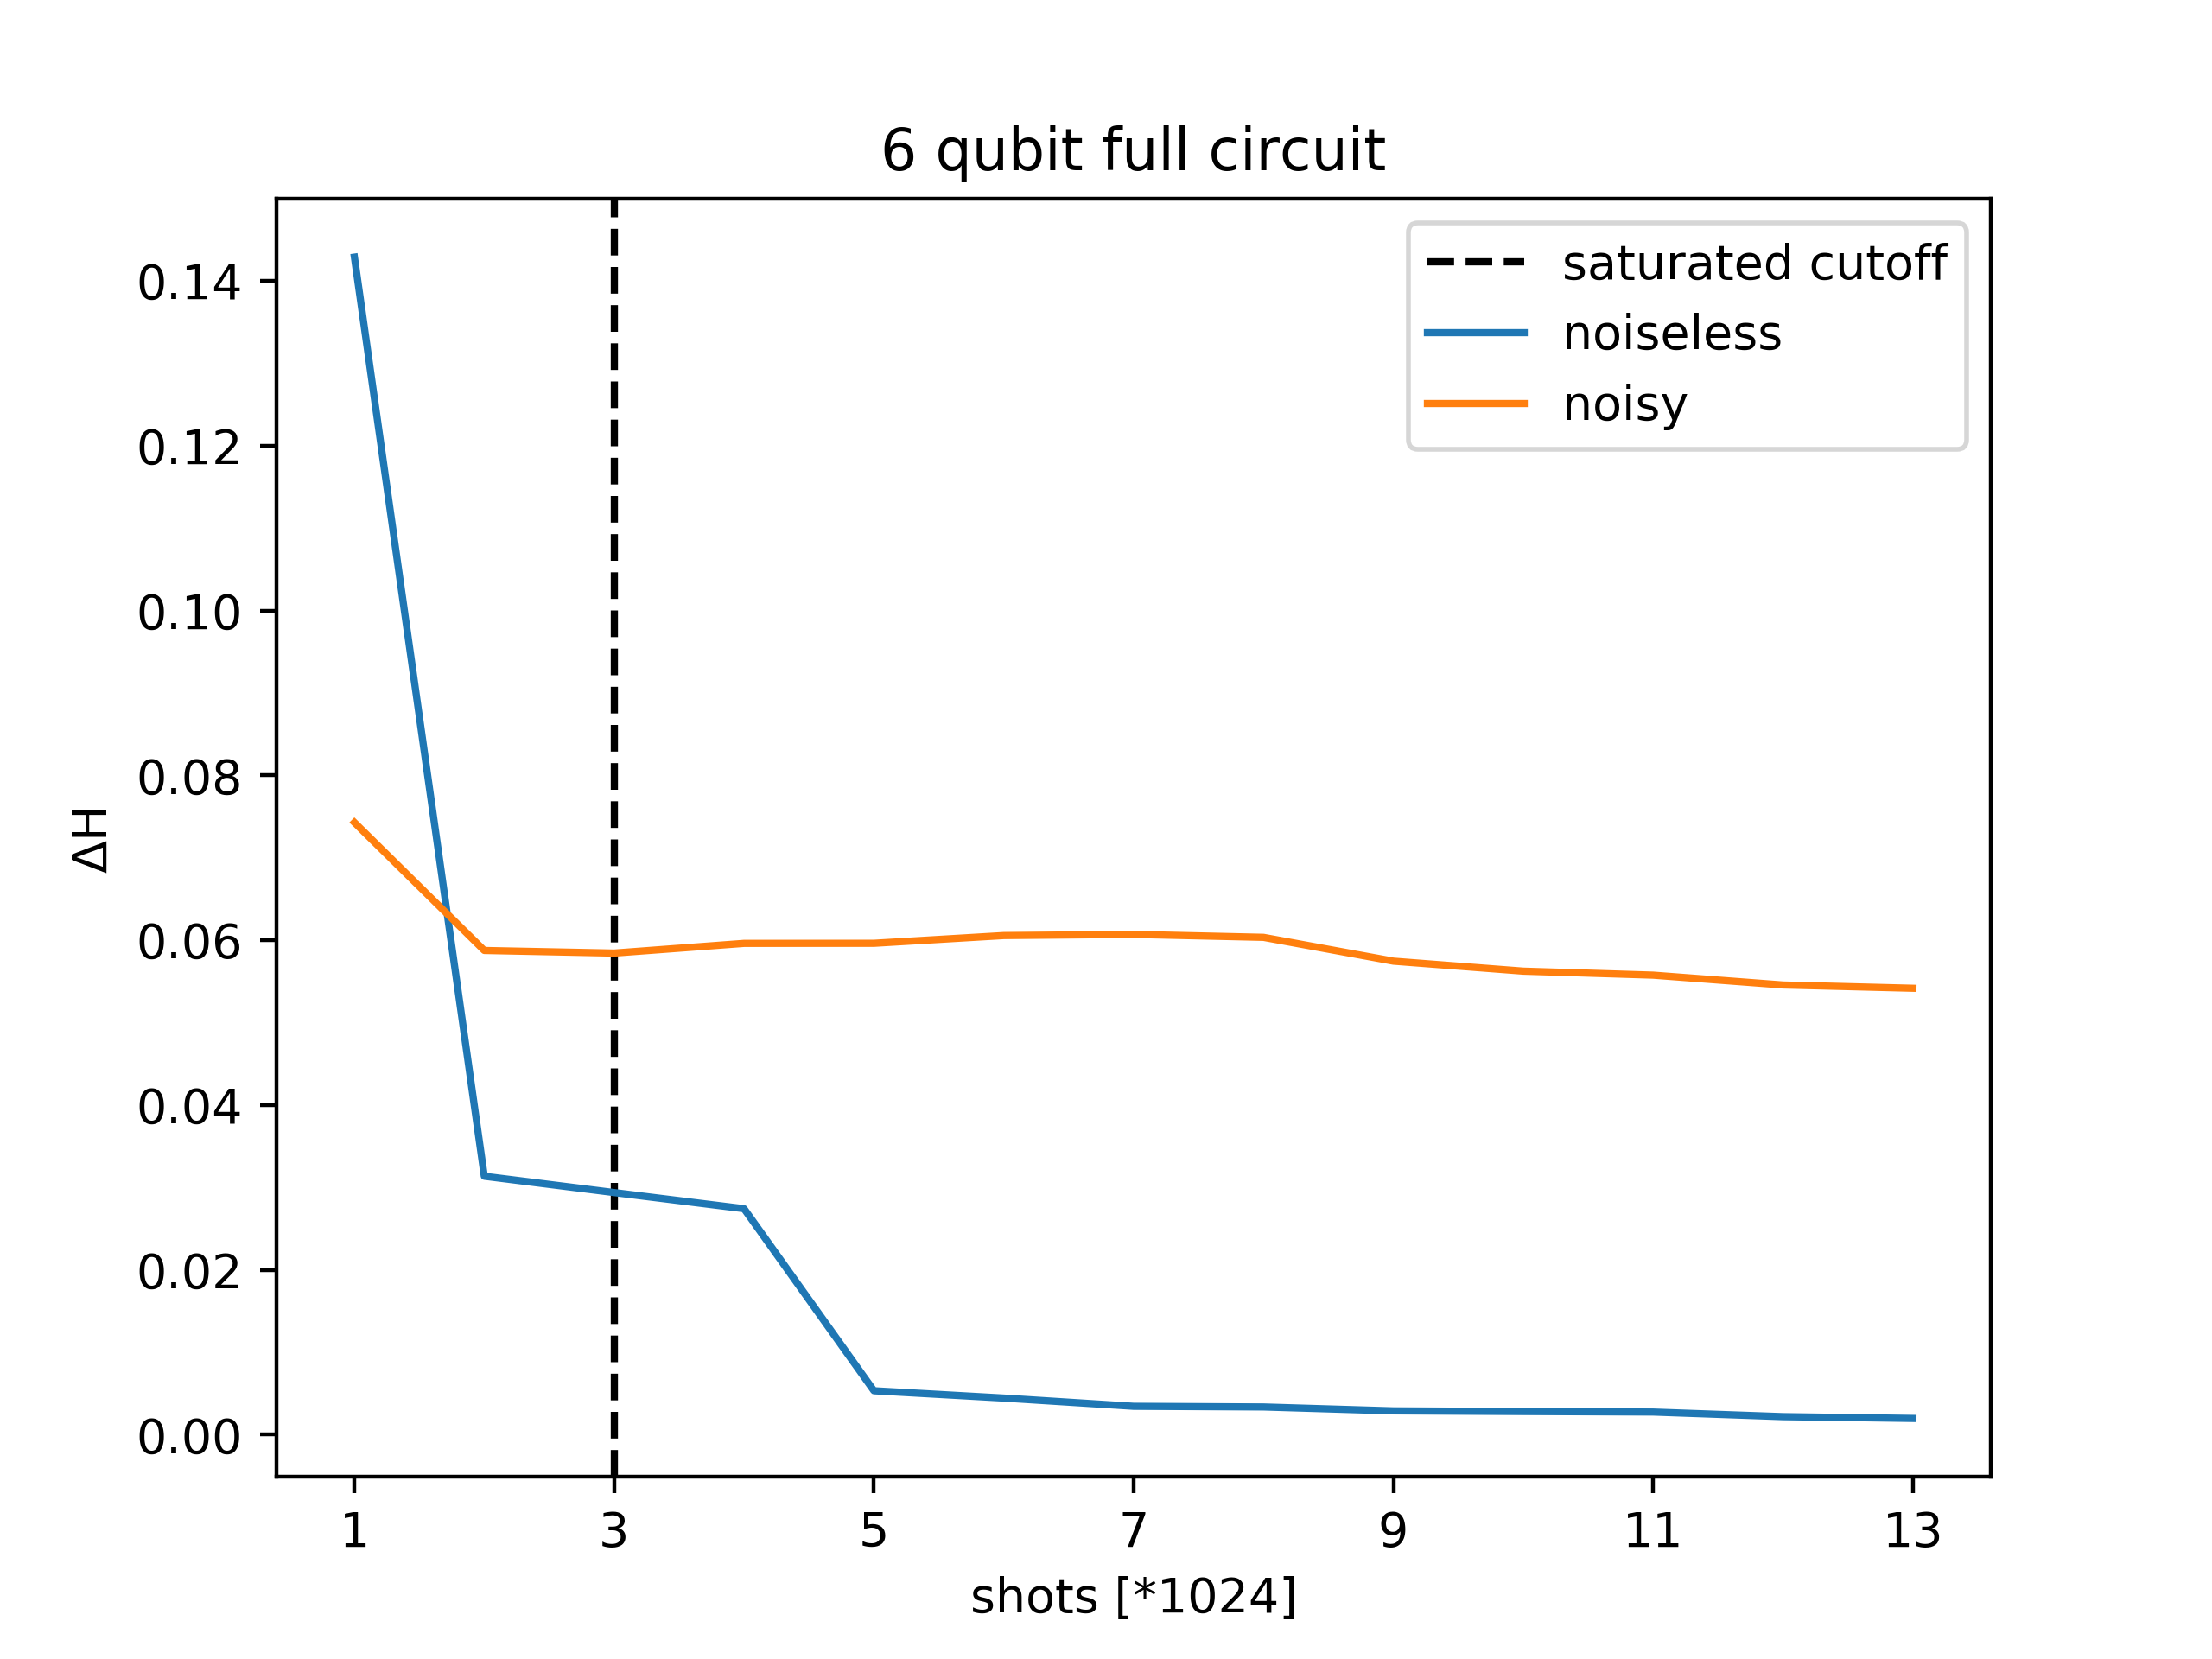 6 qubit full circuit
saturated cutoff
noiseless
noisy
0.14
0.12
0.10
0.08
0.06
0.04
0.02
0.00
ΔH
1 3 5 7 9 11 13
shots [*1024]